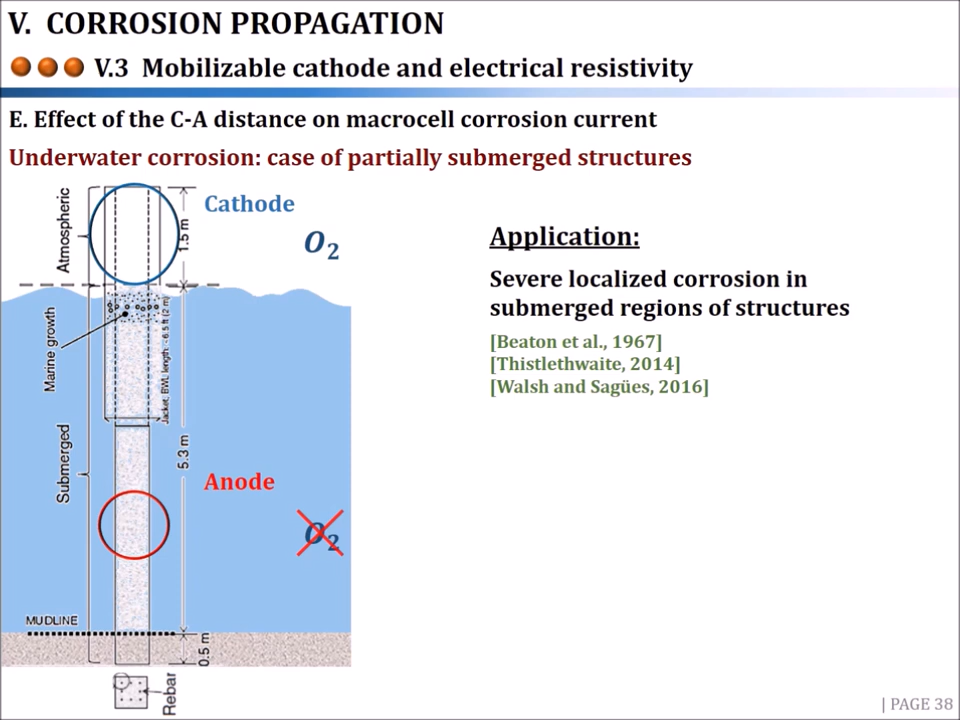 V. CORROSION PROPAGATION
V.3 Mobilizable cathode and electrical resistivity
E. Effect of the C-A distance on macrocell corrosion current
Underwater corrosion: case of partially submerged structures
Atmospheric
Cathode
1.5 m
O2
Application:
Severe localized corrosion in
submerged regions of structures
[Beaton et al., 1967]
[Thistlethwaite, 2014]
[Walsh and Sagües, 2016]
Marine growth
Jacket, BWL length: ~6.5 ft (2 m)
Submerged
5.3 m
Anode
O2
MUDLINE
0.5 m
Rebar
| PAGE 38